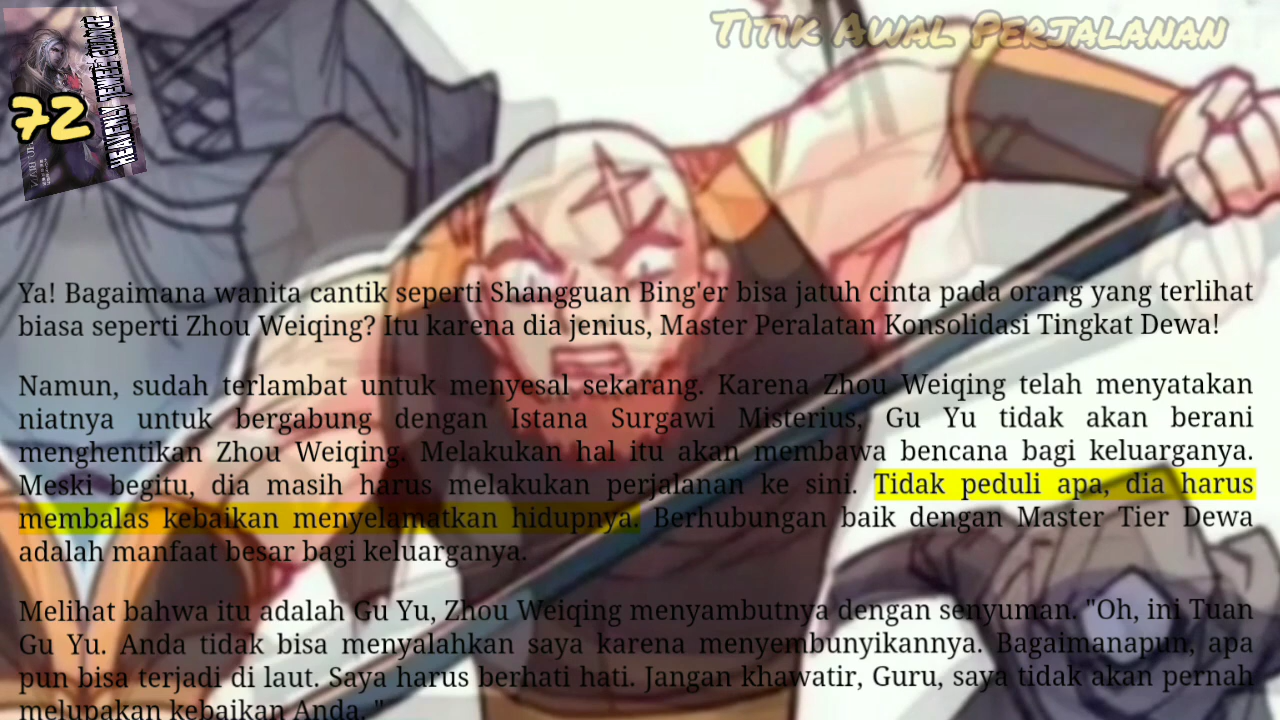 Titik Awal Perjalanan
72
HEAVENLY JEWEL CHANGE
Ya! Bagaimana wanita cantik seperti Shangguan Bing'er bisa jatuh cinta pada orang yang terlihat
biasa seperti Zhou Weiqing? Itu karena dia jenius, Master Peralatan Konsolidasi Tingkat Dewa!
Namun, sudah terlambat untuk menyesal sekarang. Karena Zhou Weiqing telah menyatakan
niatnya untuk bergabung dengan Istana Surgawi Misterius, Gu Yu tidak akan berani
menghentikan Zhou Weiqing. Melakukan hal itu akan membawa bencana bagi keluarganya.
Meski begitu, dia masih harus melakukan perjalanan ke sini. Tidak peduli apa, dia harus
membalas kebaikan menyelamatkan hidupnya. Berhubungan baik dengan Master Tier Dewa
adalah manfaat besar bagi keluarganya.
Melihat bahwa itu adalah Gu Yu, Zhou Weiqing menyambutnya dengan senyuman. "Oh, ini Tuan
Gu Yu. Anda tidak bisa menyalahkan saya karena menyembunyikannya. Bagaimanapun, apa
pun bisa terjadi di laut. Saya harus berhati hati. Jangan khawatir, Guru, saya tidak akan pernah
melupakan kebaikan Anda. "